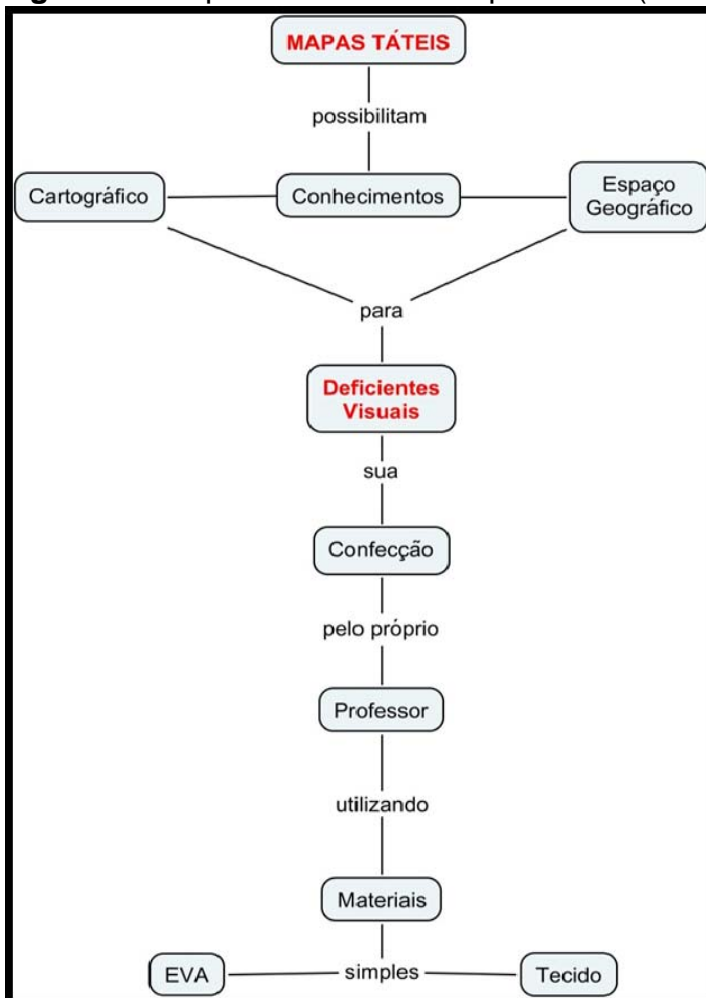 MAPAS TÁTEIS
possibilitam
Cartográfico
Conhecimentos
Espaço
Geográfico
para
Deficientes
Visuais
sua
Confecção
pelo próprio
Professor
utilizando
Materiais
EVA
simples
Tecido